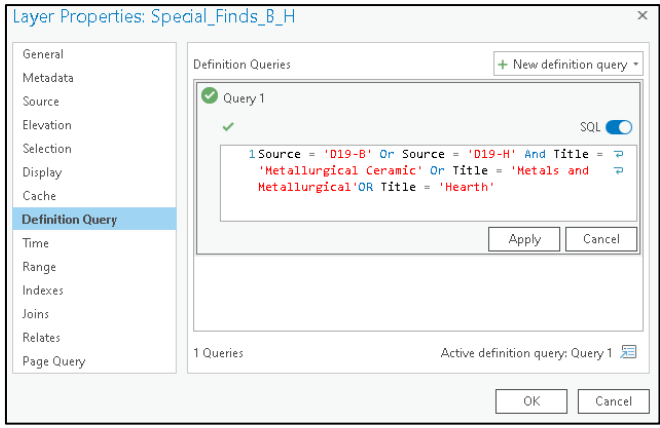 Layer Properties: Special_Finds_B_H
General
Metadata
Source
Elevation
Selection
Display
Cache
Definition Query
Time
Range
Indexes
Joins
Relates
Page Query
Definition Queries
+ New definition query
Query 1
SQL
1 Source = 'D19-B' Or Source = 'D19-H' And Title =
'Metallurgical Ceramic' Or Title = 'Metals and
Metallurgical'OR Title = 'Hearth'
Apply Cancel
1 Queries Active definition query: Query 1
OK Cancel